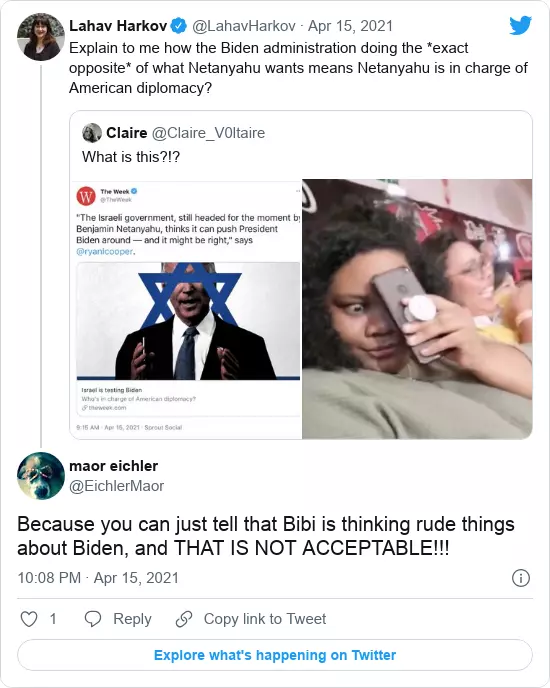 Lahav Harkov @LahavHarkov · Apr 15, 2021
Explain to me how the Biden administration doing the *exact
opposite* of what Netanyahu wants means Netanyahu is in charge of
American diplomacy?
Claire @Claire_V0ltaire
What is this?!?
W
The Week
@TheWeek
"The Israeli government, still headed for the moment by
Benjamin Netanyahu, thinks it can push President
Biden around — and it might be right," says
@ryanlcooper.
Israel is testing Biden
Who's in charge of American diplomacy?
theweek.com
9:15 AM · Apr 15, 2021 · Sprout Social
maor eichler
@EichlerMaor
Because you can just tell that Bibi is thinking rude things
about Biden, and THAT IS NOT ACCEPTABLE!!!
10:08 PM · Apr 15, 2021
1 Reply Copy link to Tweet
Explore what's happening on Twitter